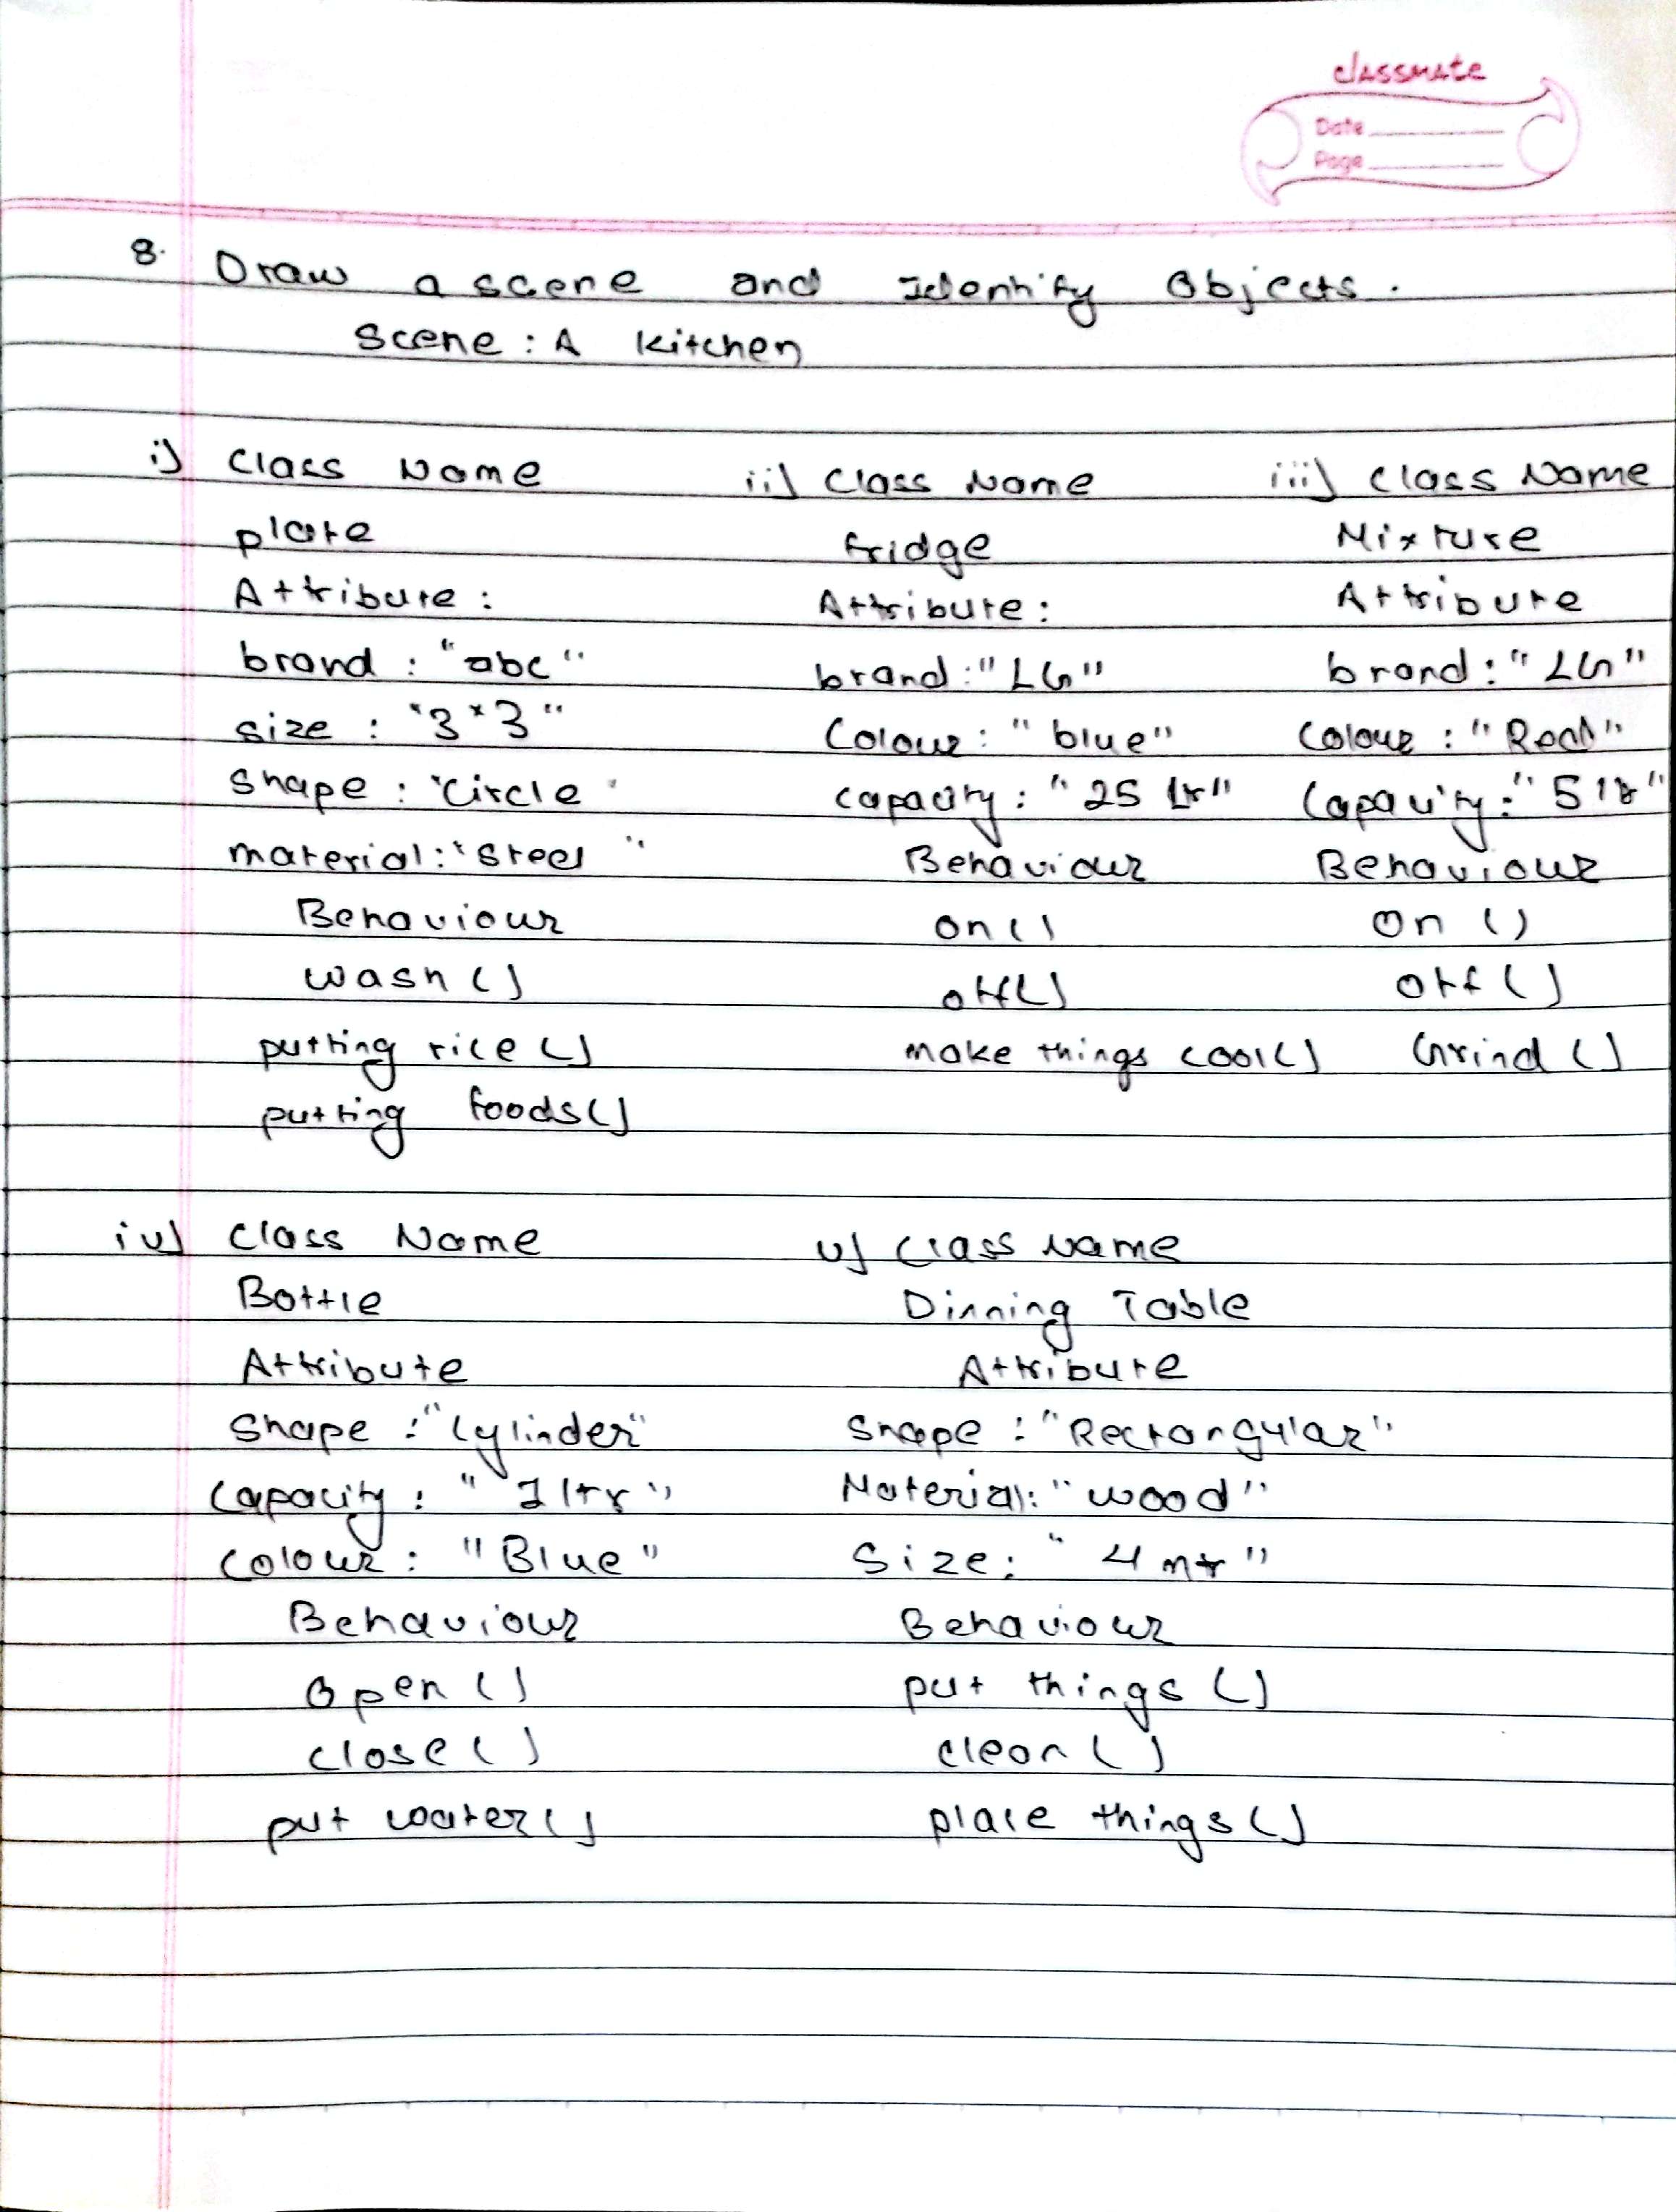 classmate
Date
Page
8. Draw a scene and Identify Objects.
Scene : A kitchen
i) Class Name
plate
Attribute :
brand : "abc"
size : "3*3"
shape : "Circle"
material : "Steel"
Behaviour
wash ()
putting rice ()
putting foods()
ii) Class Name
fridge
Attribute :
brand : "LG"
Colour : "blue"
capacity : "25 ltr"
Behaviour
on()
off()
make things cool()
iii) Class Name
Mixture
Attribute
brand : "LG"
Colour : "Red"
Capacity : "5 ltr"
Behaviour
on ()
off ()
Grind ()
iv) Class Name
Bottle
Attribute
Shape : "Cylinder"
Capacity : "1 ltr"
Colour : "Blue"
Behaviour
Open ()
close ()
put water()
v) Class Name
Dinning Table
Attribute
Shape : "Rectangular"
Material : "wood"
Size : "4 mtr"
Behaviour
put things ()
clean ()
place things ()